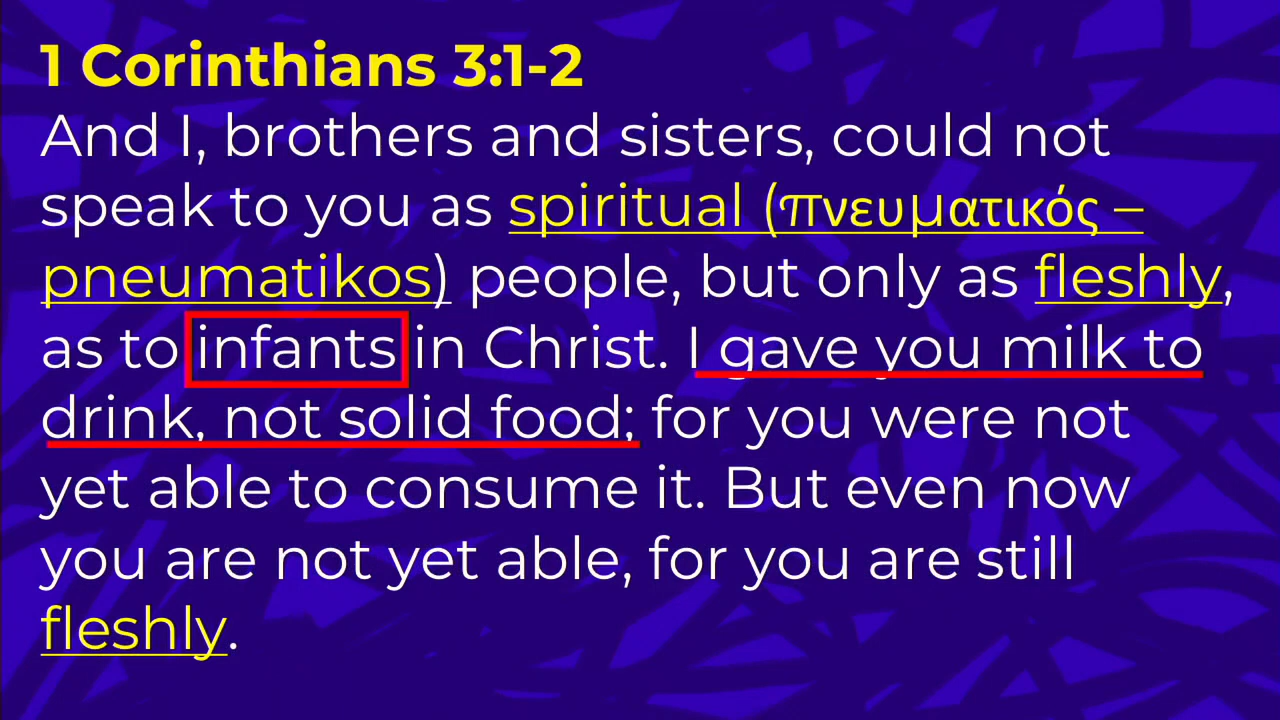 1 Corinthians 3:1-2
And I, brothers and sisters, could not
speak to you as spiritual (πνευματικός –
pneumatikos) people, but only as fleshly,
as to infants in Christ. I gave you milk to
drink, not solid food; for you were not
yet able to consume it. But even now
you are not yet able, for you are still
fleshly.